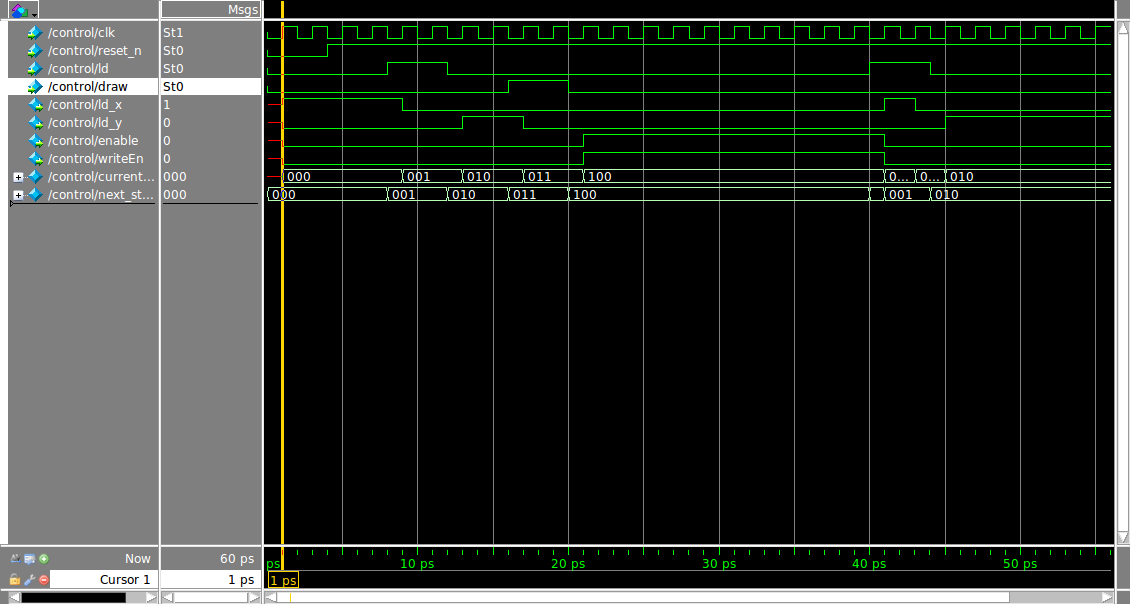 Msgs
/control/clk St1
/control/reset_n St0
/control/ld St0
/control/draw St0
/control/ld_x 1
/control/ld_y 0
/control/enable 0
/control/writeEn 0
/control/current... 000 000 001 010 011 100 0... 0... 010
/control/next_st... 000 000 001 010 011 100 001 010
Now 60 ps ps 10 ps 20 ps 30 ps 40 ps 50 ps
Cursor 1 1 ps 1 ps